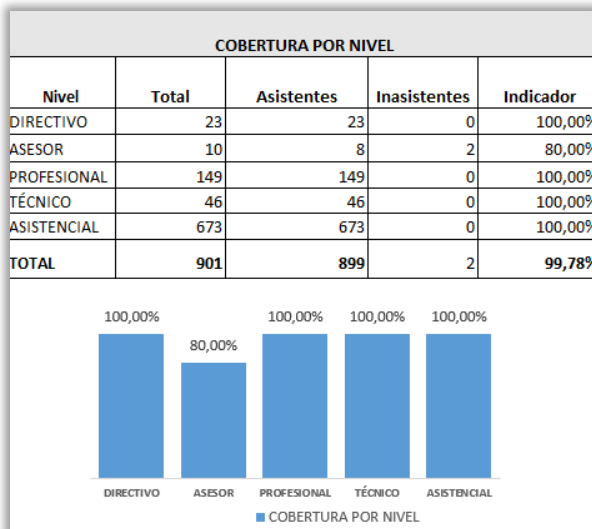 COBERTURA POR NIVEL
Nivel Total Asistentes Inasistentes Indicador
DIRECTIVO 23 23 0 100,00%
ASESOR 10 8 2 80,00%
PROFESIONAL 149 149 0 100,00%
TÉCNICO 46 46 0 100,00%
ASISTENCIAL 673 673 0 100,00%
TOTAL 901 899 2 99,78%
100,00% 80,00% 100,00% 100,00% 100,00%
DIRECTIVO ASESOR PROFESIONAL TÉCNICO ASISTENCIAL
COBERTURA POR NIVEL